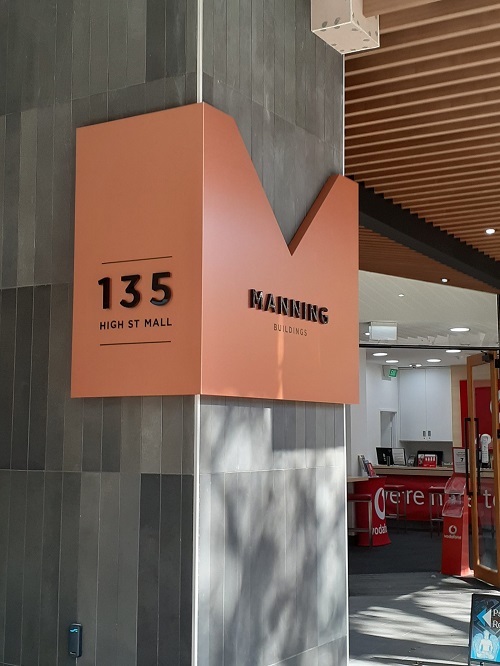 135
HIGH ST MALL
MANNING
BUILDINGS
vodafone